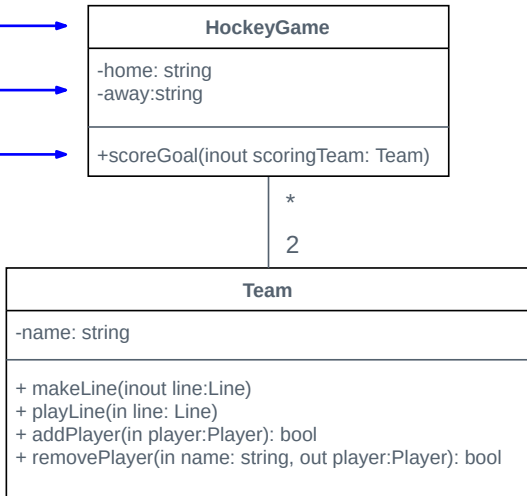 HockeyGame
-home: string
-away:string
+scoreGoal(inout scoringTeam: Team)
*
2
Team
-name: string
+ makeLine(inout line:Line)
+ playLine(in line: Line)
+ addPlayer(in player:Player): bool
+ removePlayer(in name: string, out player:Player): bool